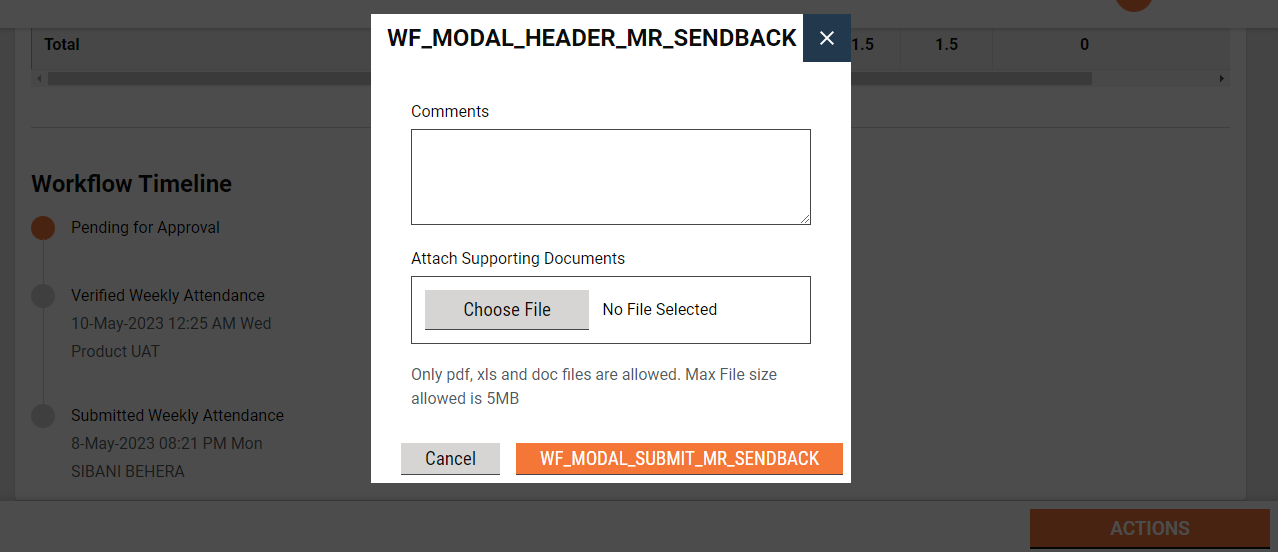 WF_MODAL_HEADER_MR_SENDBACK
Total 1.5 1.5 0
Comments
Attach Supporting Documents
Choose File No File Selected
Only pdf, xls and doc files are allowed. Max File size
allowed is 5MB
Cancel WF_MODAL_SUBMIT_MR_SENDBACK
Workflow Timeline
Pending for Approval
Verified Weekly Attendance
10-May-2023 12:25 AM Wed
Product UAT
Submitted Weekly Attendance
8-May-2023 08:21 PM Mon
SIBANI BEHERA
ACTIONS